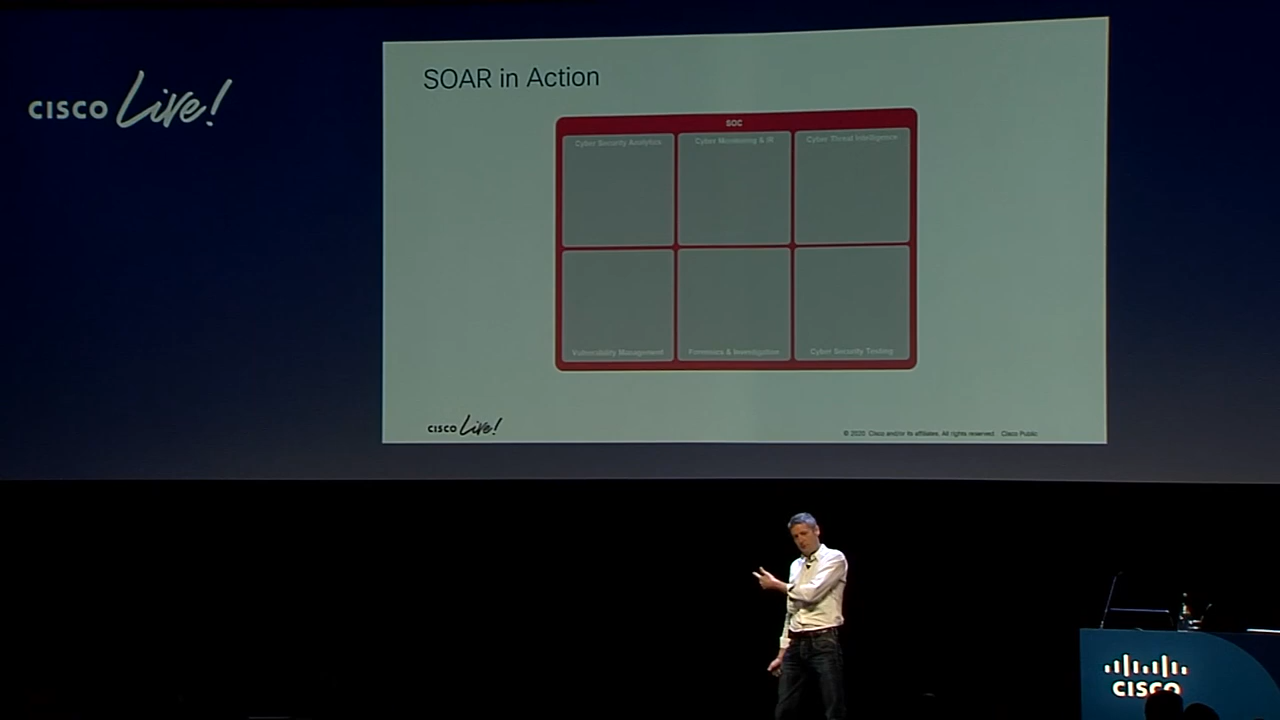 CISCO Live!
SOAR in Action
SOC
Cyber Security Analytics
Cyber Monitoring & IR
Cyber Threat Intelligence
Vulnerability Management
Forensics & Investigation
Cyber Security Testing
CISCO Live!
© 2020 Cisco and/or its affiliates. All rights reserved. Cisco Public
CISCO